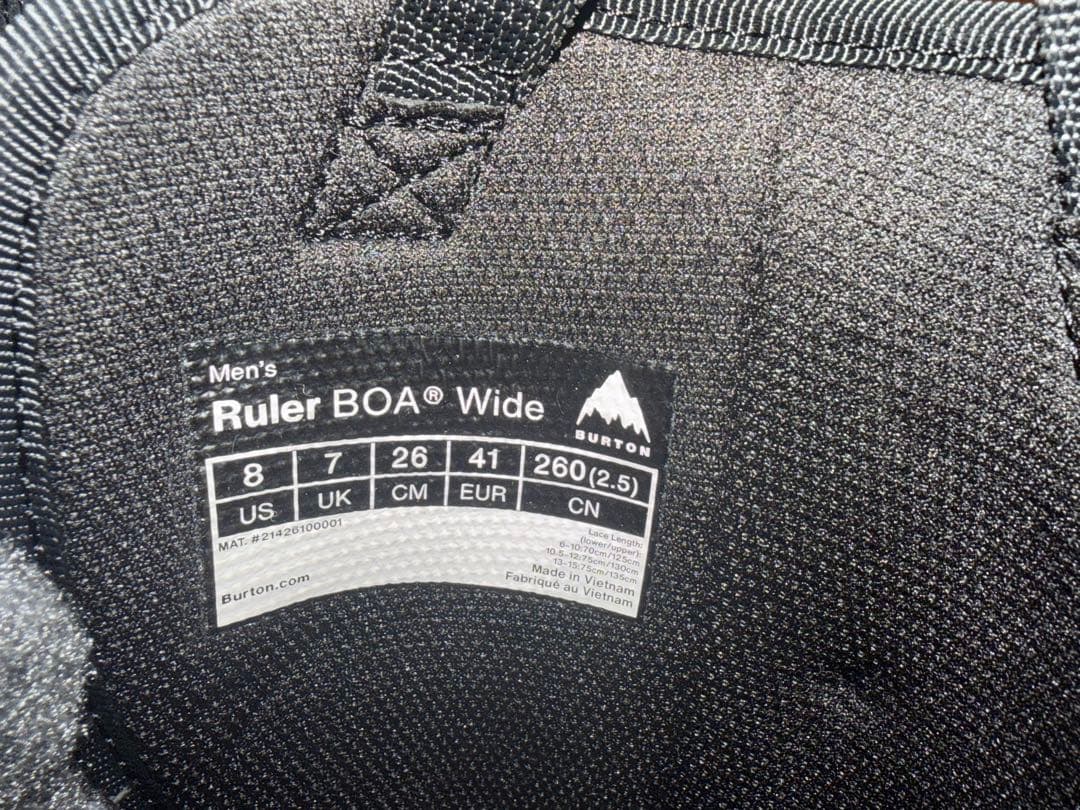 Men's
Ruler BOA® Wide
BURTON
8 7 26 41 260(2.5)
US UK CM EUR CN
MAT. #21426100001
Lace Length:
(lower/upper):
6-10:70cm/125cm
10.5-12:75cm/130cm
13-15:75cm/135cm
Made in Vietnam
Fabriqué au Vietnam
Burton.com